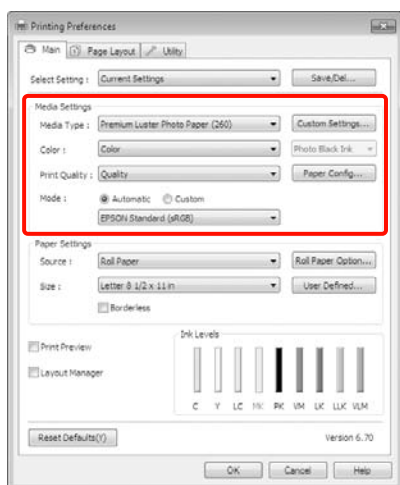 Printing Preferences
Main Page Layout Utility
Select Setting : Current Settings Save/Del...
Media Settings
Media Type : Premium Luster Photo Paper (260) Custom Settings...
Color : Color Photo Black Ink
Print Quality : Quality Paper Config...
Mode : Automatic Custom
EPSON Standard (sRGB)
Paper Settings
Source : Roll Paper Roll Paper Option...
Size : Letter 8 1/2 x 11 in User Defined...
Borderless
Ink Levels
Print Preview
Layout Manager
C Y LC MK PK VM LK LLK VLM
Reset Defaults(Y) Version 6.70
OK Cancel Help